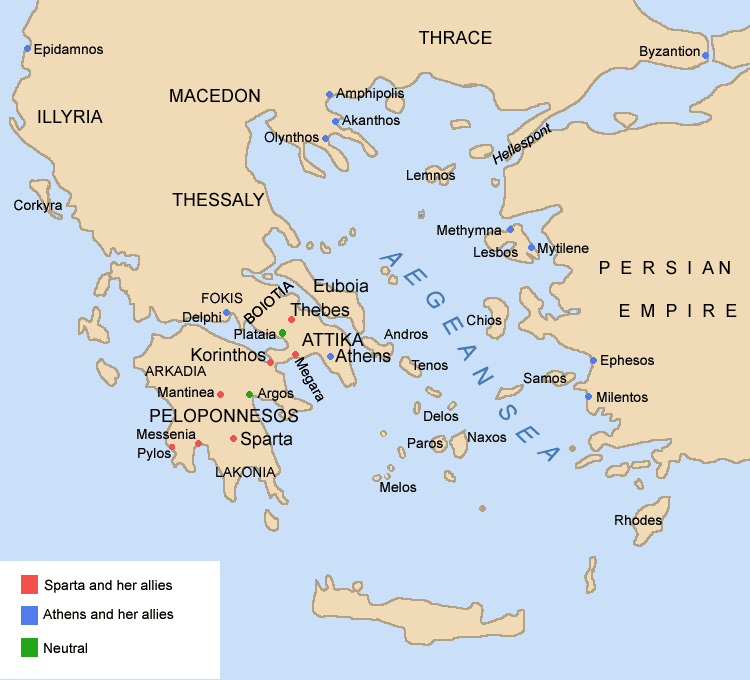 THRACE
Byzantion
Epidamnos
MACEDON
Amphipolis
ILLYRIA
Akanthos
Olynthos
Hellespont
Lemnos
THESSALY
Corkyra
Methymna
Mytilene
Lesbos
PERSIAN
EMPIRE
AEGEAN SEA
Euboia
FOKIS
BOIOTIA
Thebes
Delphi
Chios
Plataia
ATTIKA
Andros
Korinthos
Athens
Ephesos
Megara
Tenos
ARKADIA
Samos
Mantinea
Argos
Milentos
PELOPONNESOS
Delos
Messenia
Sparta
Naxos
Paros
Pylos
LAKONIA
Melos
Rhodes
Sparta and her allies
Athens and her allies
Neutral